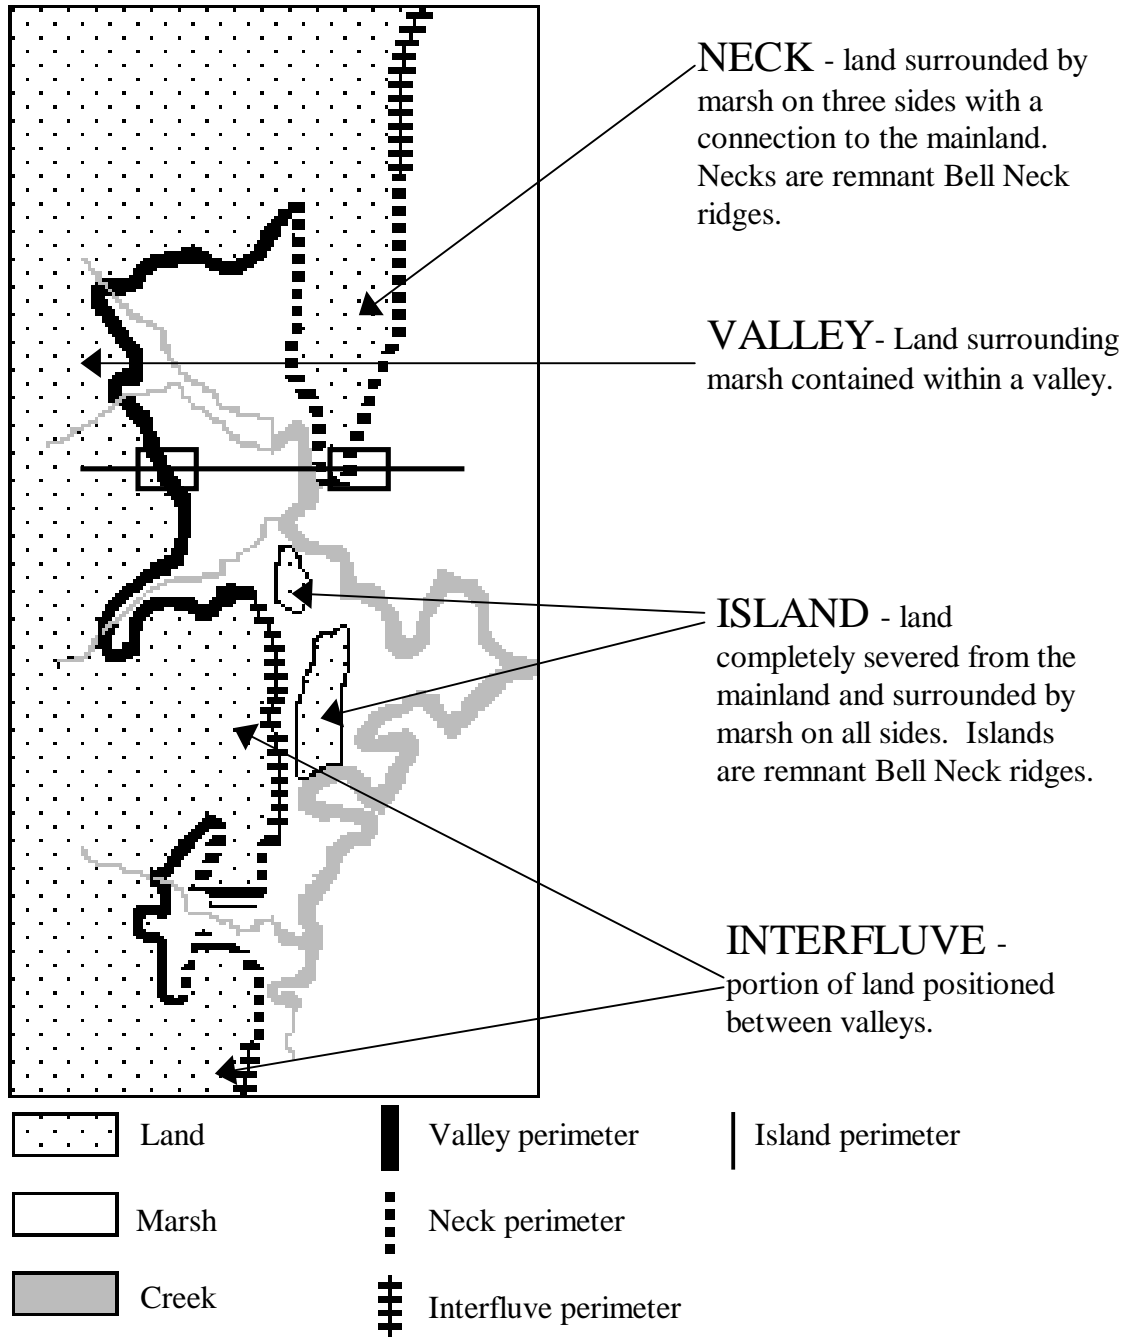 NECK - land surrounded by
marsh on three sides with a
connection to the mainland.
Necks are remnant Bell Neck
ridges.
VALLEY- Land surrounding
marsh contained within a valley.
ISLAND - land
completely severed from the
mainland and surrounded by
marsh on all sides.  Islands
are remnant Bell Neck ridges.
INTERFLUVE -
portion of land positioned
between valleys.
Land
Valley perimeter
Island perimeter
Marsh
Neck perimeter
Creek
Interfluve perimeter